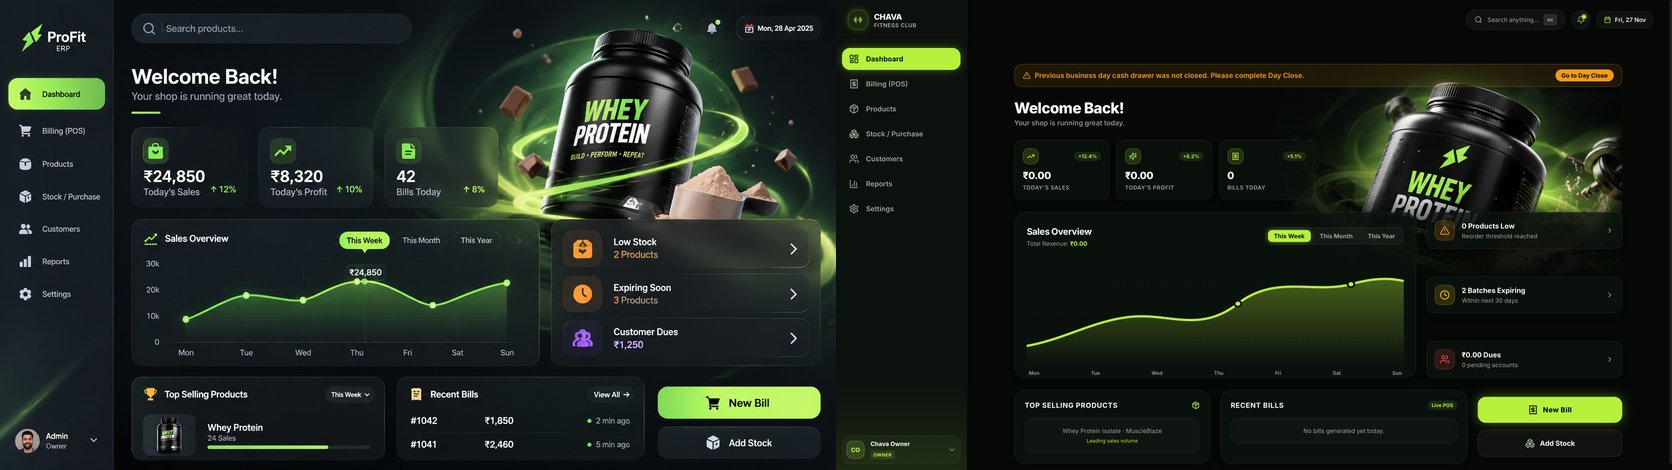 ProFit
ERP
Dashboard
Billing (POS)
Products
Stock / Purchase
Customers
Reports
Settings
Admin
Owner
Search products...
Mon, 28 Apr 2025
Welcome Back!
Your shop is running great today.
₹24,850
Today's Sales
↑ 12%
₹8,320
Today's Profit
↑ 10%
42
Bills Today
↑ 8%
WHEY
PROTEIN
BUILD • PERFORM • REPEAT
Sales Overview
This Week
This Month
This Year
₹24,850
30k
20k
10k
0
Mon
Tue
Wed
Thu
Fri
Sat
Sun
Low Stock
2 Products
Expiring Soon
3 Products
Customer Dues
₹1,250
Top Selling Products
This Week
Whey Protein
24 Sales
WHEY
PROTEIN
Recent Bills
View All →
#1042
₹1,850
2 min ago
#1041
₹2,460
5 min ago
New Bill
Add Stock
CHAVA
FITNESS CLUB
Dashboard
Billing (POS)
Products
Stock / Purchase
Customers
Reports
Settings
CO
Chava Owner
OWNER
Search anything...
⌘K
Fri, 27 Nov
Previous business day cash drawer was not closed. Please complete Day Close.
Go to Day Close
Welcome Back!
Your shop is running great today.
+12.4%
₹0.00
TODAY'S SALES
+8.2%
₹0.00
TODAY'S PROFIT
+5.1%
0
BILLS TODAY
WHEY
PROTEIN
Sales Overview
Total Revenue: ₹0.00
This Week
This Month
This Year
Mon
Tue
Wed
Thu
Fri
Sat
Sun
0 Products Low
Reorder threshold reached
2 Batches Expiring
Within next 30 days
₹0.00 Dues
0 pending accounts
TOP SELLING PRODUCTS
Whey Protein Isolate · MuscleBlaze
Leading sales volume
RECENT BILLS
Live POS
No bills generated yet today.
New Bill
Add Stock